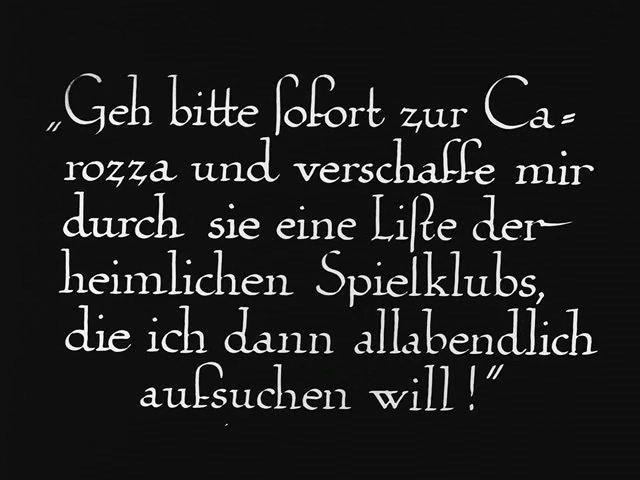 „Geh bitte ſofort zur Ca=
rozza und verschaffe mir
durch sie eine Liſte der
heimlichen Spielklubs,
die ich dann allabendlich
aufsuchen will!”